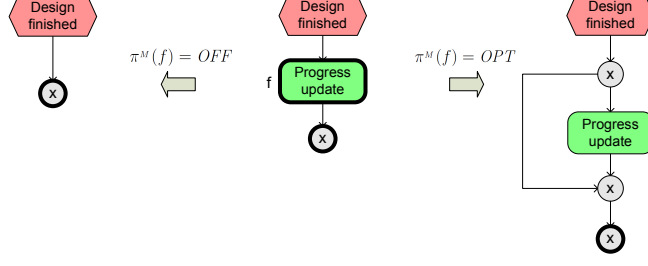 Design
finished
x
π^M(f) = OFF
Design
finished
f
Progress
update
x
π^M(f) = OPT
Design
finished
x
Progress
update
x
x